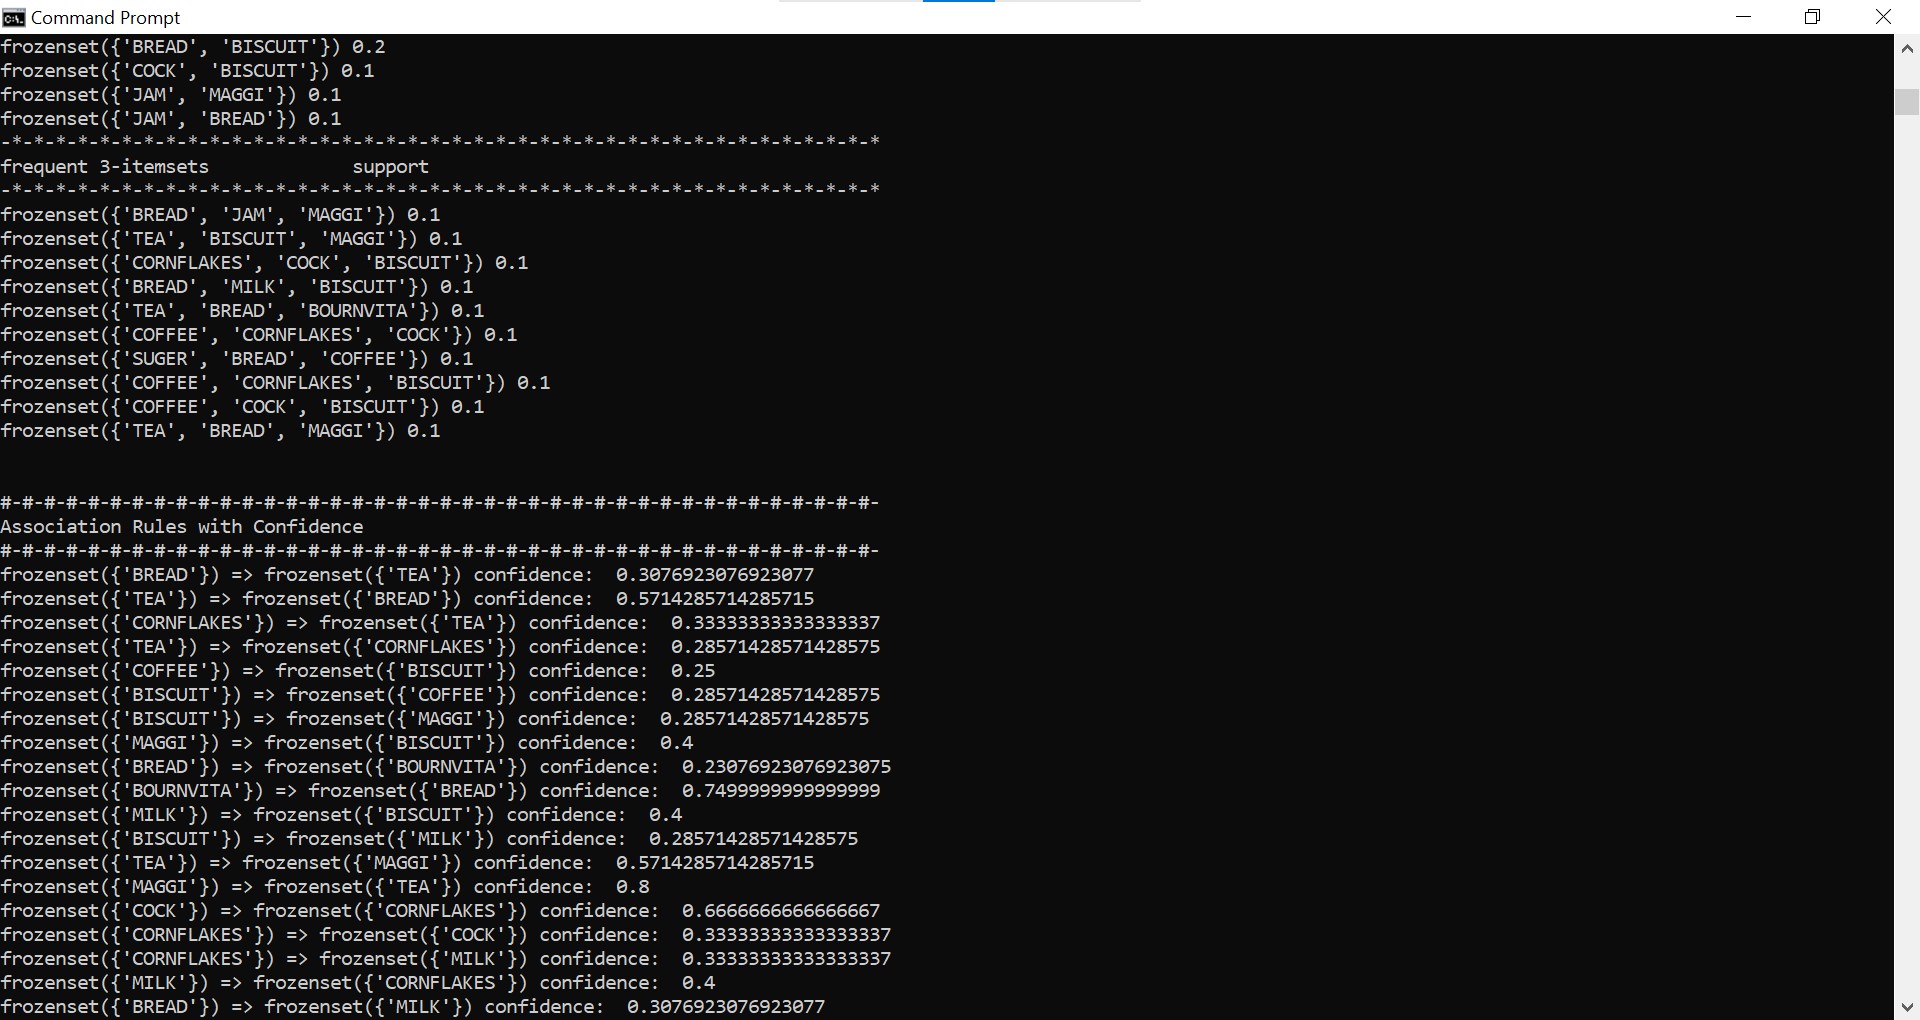 Command Prompt
frozenset({'BREAD', 'BISCUIT'}) 0.2
frozenset({'COCK', 'BISCUIT'}) 0.1
frozenset({'JAM', 'MAGGI'}) 0.1
frozenset({'JAM', 'BREAD'}) 0.1
-*-*-*-*-*-*-*-*-*-*-*-*-*-*-*-*-*-*-*-*-*-*-*-*-*-*-*-*-*-*-*-*-*-*-*-*-*-*-*-*
frequent 3-itemsets             support
-*-*-*-*-*-*-*-*-*-*-*-*-*-*-*-*-*-*-*-*-*-*-*-*-*-*-*-*-*-*-*-*-*-*-*-*-*-*-*-*
frozenset({'BREAD', 'JAM', 'MAGGI'}) 0.1
frozenset({'TEA', 'BISCUIT', 'MAGGI'}) 0.1
frozenset({'CORNFLAKES', 'COCK', 'BISCUIT'}) 0.1
frozenset({'BREAD', 'MILK', 'BISCUIT'}) 0.1
frozenset({'TEA', 'BREAD', 'BOURNVITA'}) 0.1
frozenset({'COFFEE', 'CORNFLAKES', 'COCK'}) 0.1
frozenset({'SUGER', 'BREAD', 'COFFEE'}) 0.1
frozenset({'COFFEE', 'CORNFLAKES', 'BISCUIT'}) 0.1
frozenset({'COFFEE', 'COCK', 'BISCUIT'}) 0.1
frozenset({'TEA', 'BREAD', 'MAGGI'}) 0.1
#-#-#-#-#-#-#-#-#-#-#-#-#-#-#-#-#-#-#-#-#-#-#-#-#-#-#-#-#-#-#-#-#-#-#-#-#-#-#-#-
Association Rules with Confidence
#-#-#-#-#-#-#-#-#-#-#-#-#-#-#-#-#-#-#-#-#-#-#-#-#-#-#-#-#-#-#-#-#-#-#-#-#-#-#-#-
frozenset({'BREAD'}) => frozenset({'TEA'}) confidence:  0.3076923076923077
frozenset({'TEA'}) => frozenset({'BREAD'}) confidence:  0.5714285714285715
frozenset({'CORNFLAKES'}) => frozenset({'TEA'}) confidence:  0.33333333333333337
frozenset({'TEA'}) => frozenset({'CORNFLAKES'}) confidence:  0.28571428571428575
frozenset({'COFFEE'}) => frozenset({'BISCUIT'}) confidence:  0.25
frozenset({'BISCUIT'}) => frozenset({'COFFEE'}) confidence:  0.28571428571428575
frozenset({'BISCUIT'}) => frozenset({'MAGGI'}) confidence:  0.28571428571428575
frozenset({'MAGGI'}) => frozenset({'BISCUIT'}) confidence:  0.4
frozenset({'BREAD'}) => frozenset({'BOURNVITA'}) confidence:  0.23076923076923075
frozenset({'BOURNVITA'}) => frozenset({'BREAD'}) confidence:  0.7499999999999999
frozenset({'MILK'}) => frozenset({'BISCUIT'}) confidence:  0.4
frozenset({'BISCUIT'}) => frozenset({'MILK'}) confidence:  0.28571428571428575
frozenset({'TEA'}) => frozenset({'MAGGI'}) confidence:  0.5714285714285715
frozenset({'MAGGI'}) => frozenset({'TEA'}) confidence:  0.8
frozenset({'COCK'}) => frozenset({'CORNFLAKES'}) confidence:  0.6666666666666667
frozenset({'CORNFLAKES'}) => frozenset({'COCK'}) confidence:  0.33333333333333337
frozenset({'CORNFLAKES'}) => frozenset({'MILK'}) confidence:  0.33333333333333337
frozenset({'MILK'}) => frozenset({'CORNFLAKES'}) confidence:  0.4
frozenset({'BREAD'}) => frozenset({'MILK'}) confidence:  0.3076923076923077